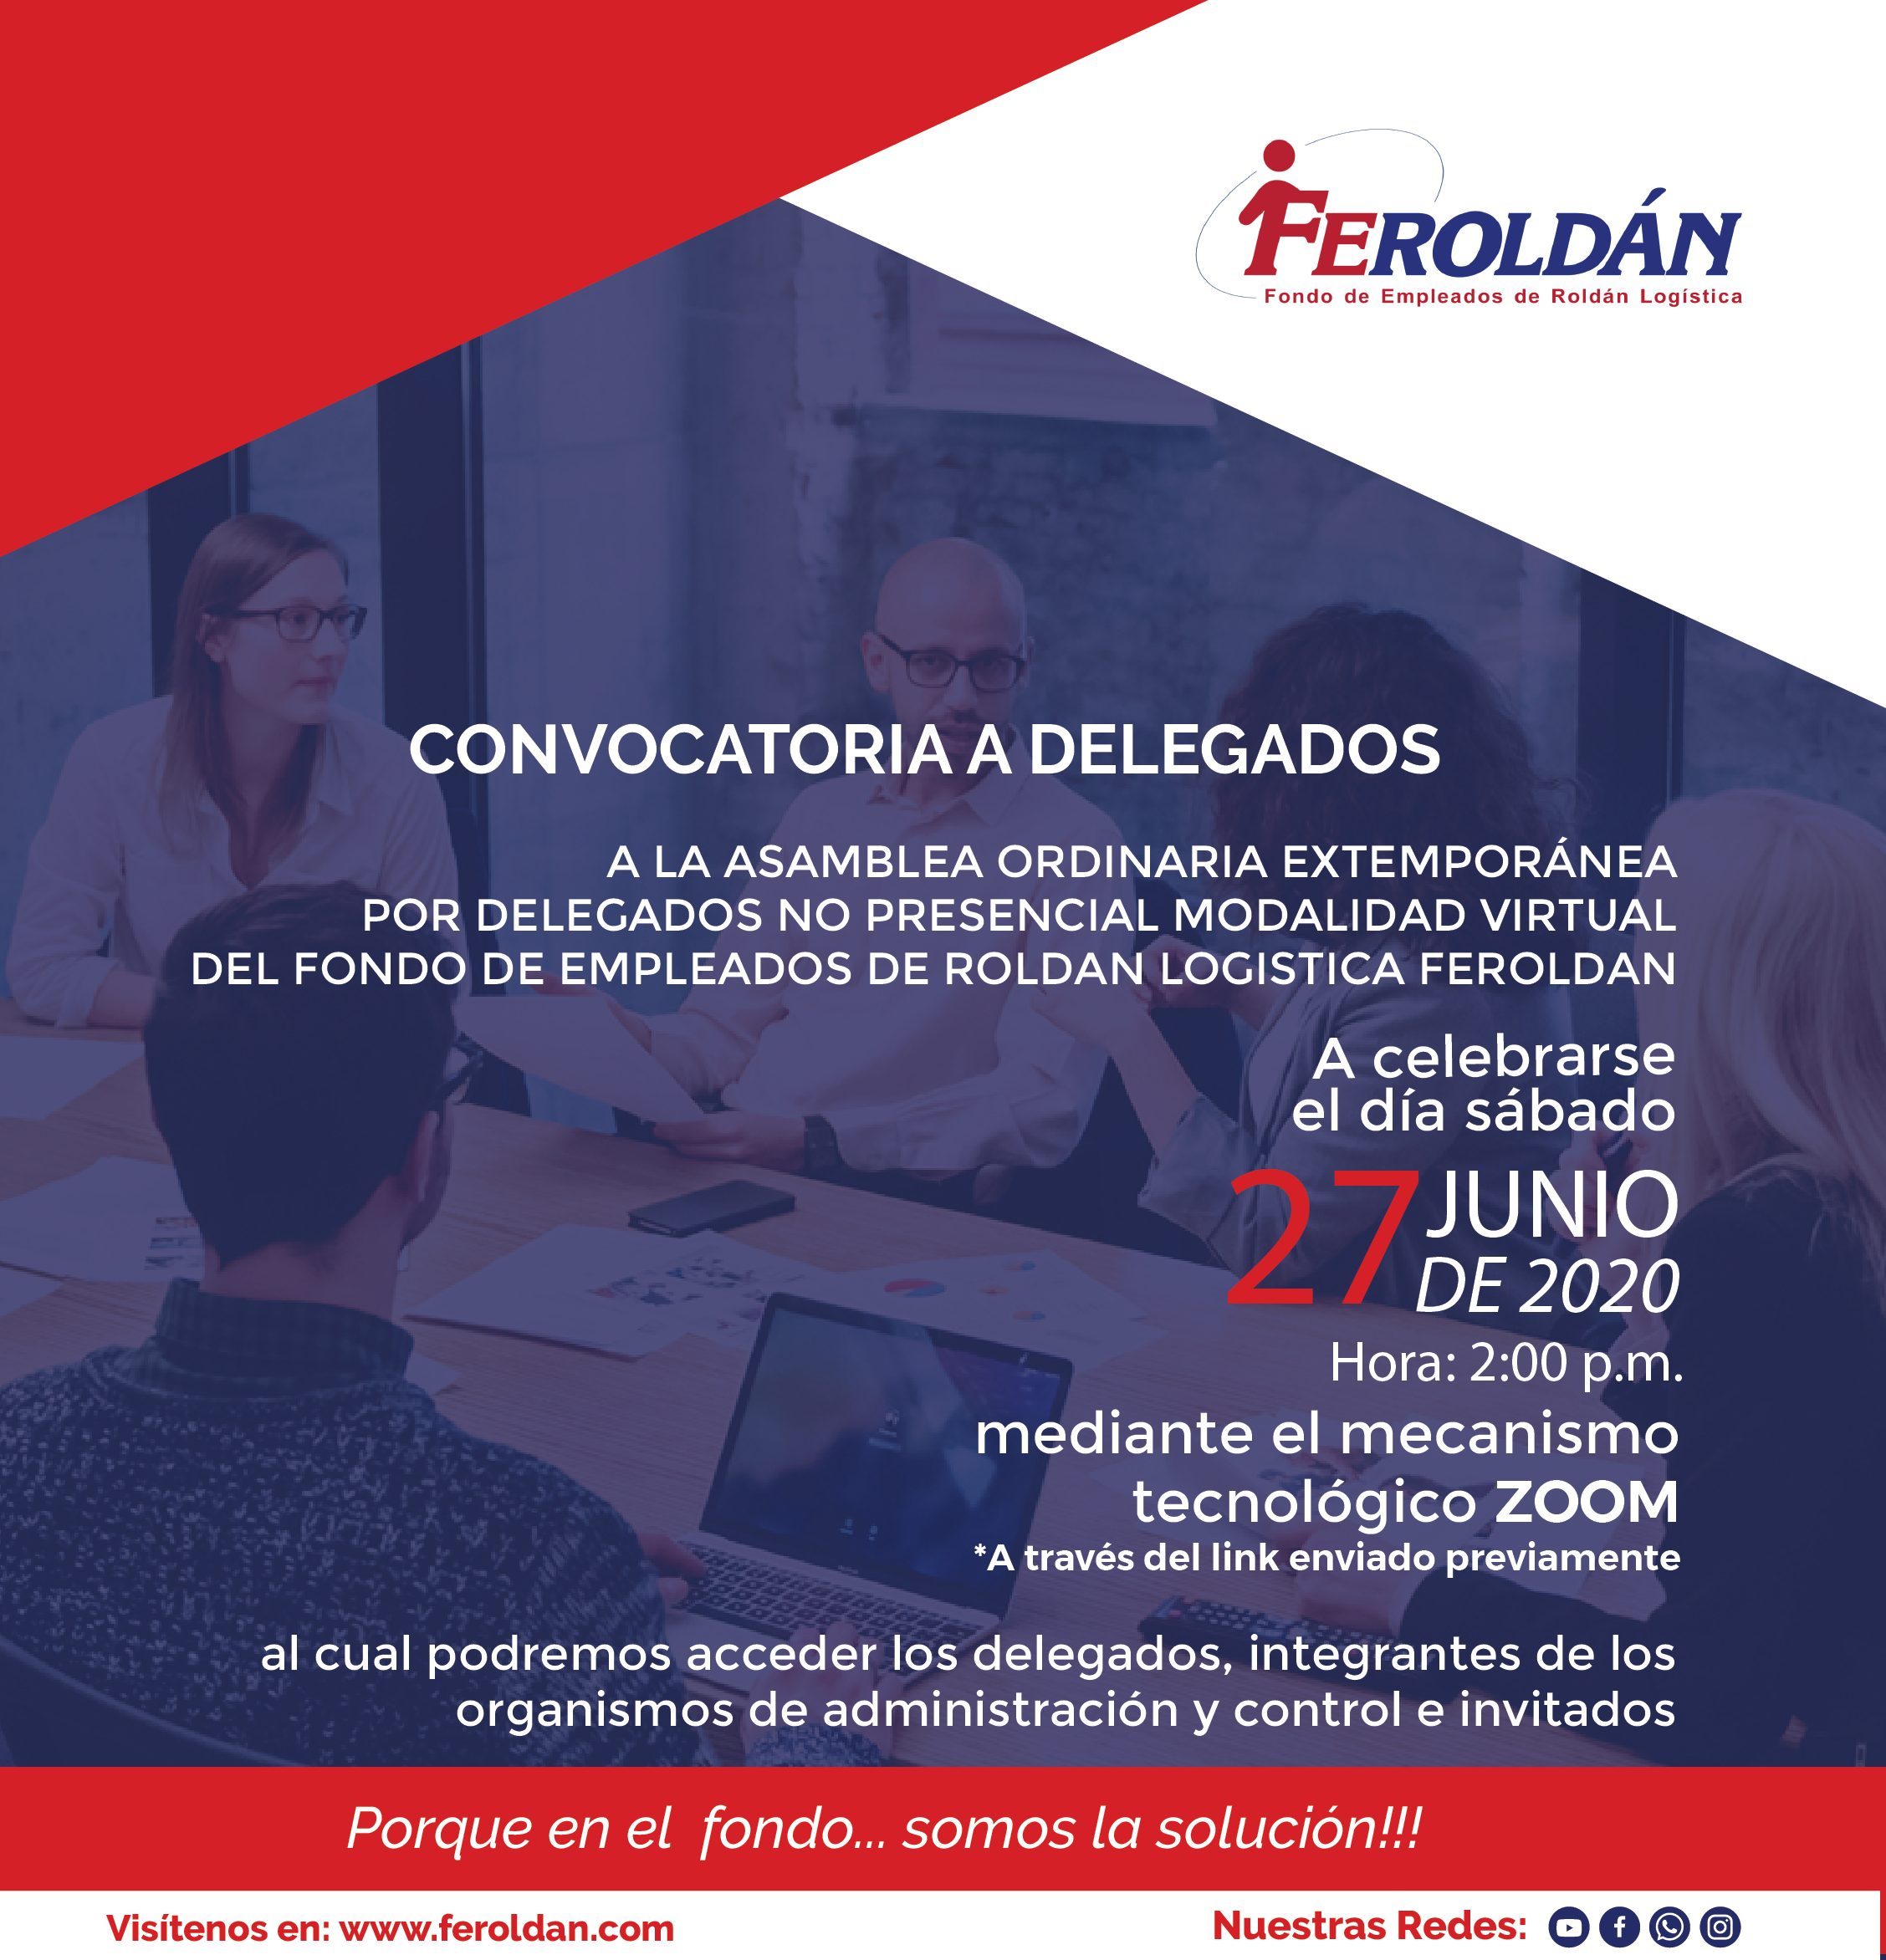 FEROLDÁN
Fondo de Empleados de Roldán Logística
CONVOCATORIA A DELEGADOS
A LA ASAMBLEA ORDINARIA EXTEMPORÁNEA
POR DELEGADOS NO PRESENCIAL MODALIDAD VIRTUAL
DEL FONDO DE EMPLEADOS DE ROLDAN LOGISTICA FEROLDAN
A celebrarse
el día sábado
27 JUNIO
DE 2020
Hora: 2:00 p.m.
mediante el mecanismo
tecnológico ZOOM
*A través del link enviado previamente
al cual podremos acceder los delegados, integrantes de los
organismos de administración y control e invitados
Porque en el fondo... somos la solución!!!
Visítenos en: www.feroldan.com
Nuestras Redes: